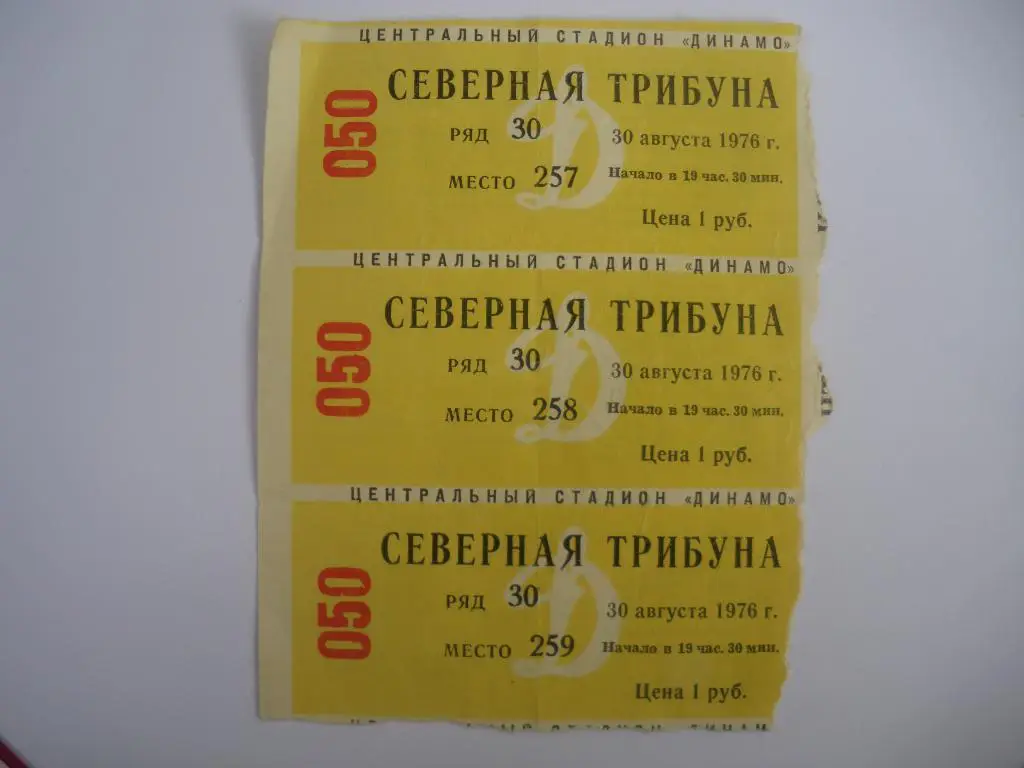 ЦЕНТРАЛЬНЫЙ СТАДИОН «ДИНАМО»
050
СЕВЕРНАЯ ТРИБУНА
РЯД 30 30 августа 1976 г.
МЕСТО 257 Начало в 19 час. 30 мин.
Цена 1 руб.
ЦЕНТРАЛЬНЫЙ СТАДИОН «ДИНАМО»
050
СЕВЕРНАЯ ТРИБУНА
РЯД 30 30 августа 1976 г.
МЕСТО 258 Начало в 19 час. 30 мин.
Цена 1 руб.
ЦЕНТРАЛЬНЫЙ СТАДИОН «ДИНАМО»
050
СЕВЕРНАЯ ТРИБУНА
РЯД 30 30 августа 1976 г.
МЕСТО 259 Начало в 19 час. 30 мин.
Цена 1 руб.